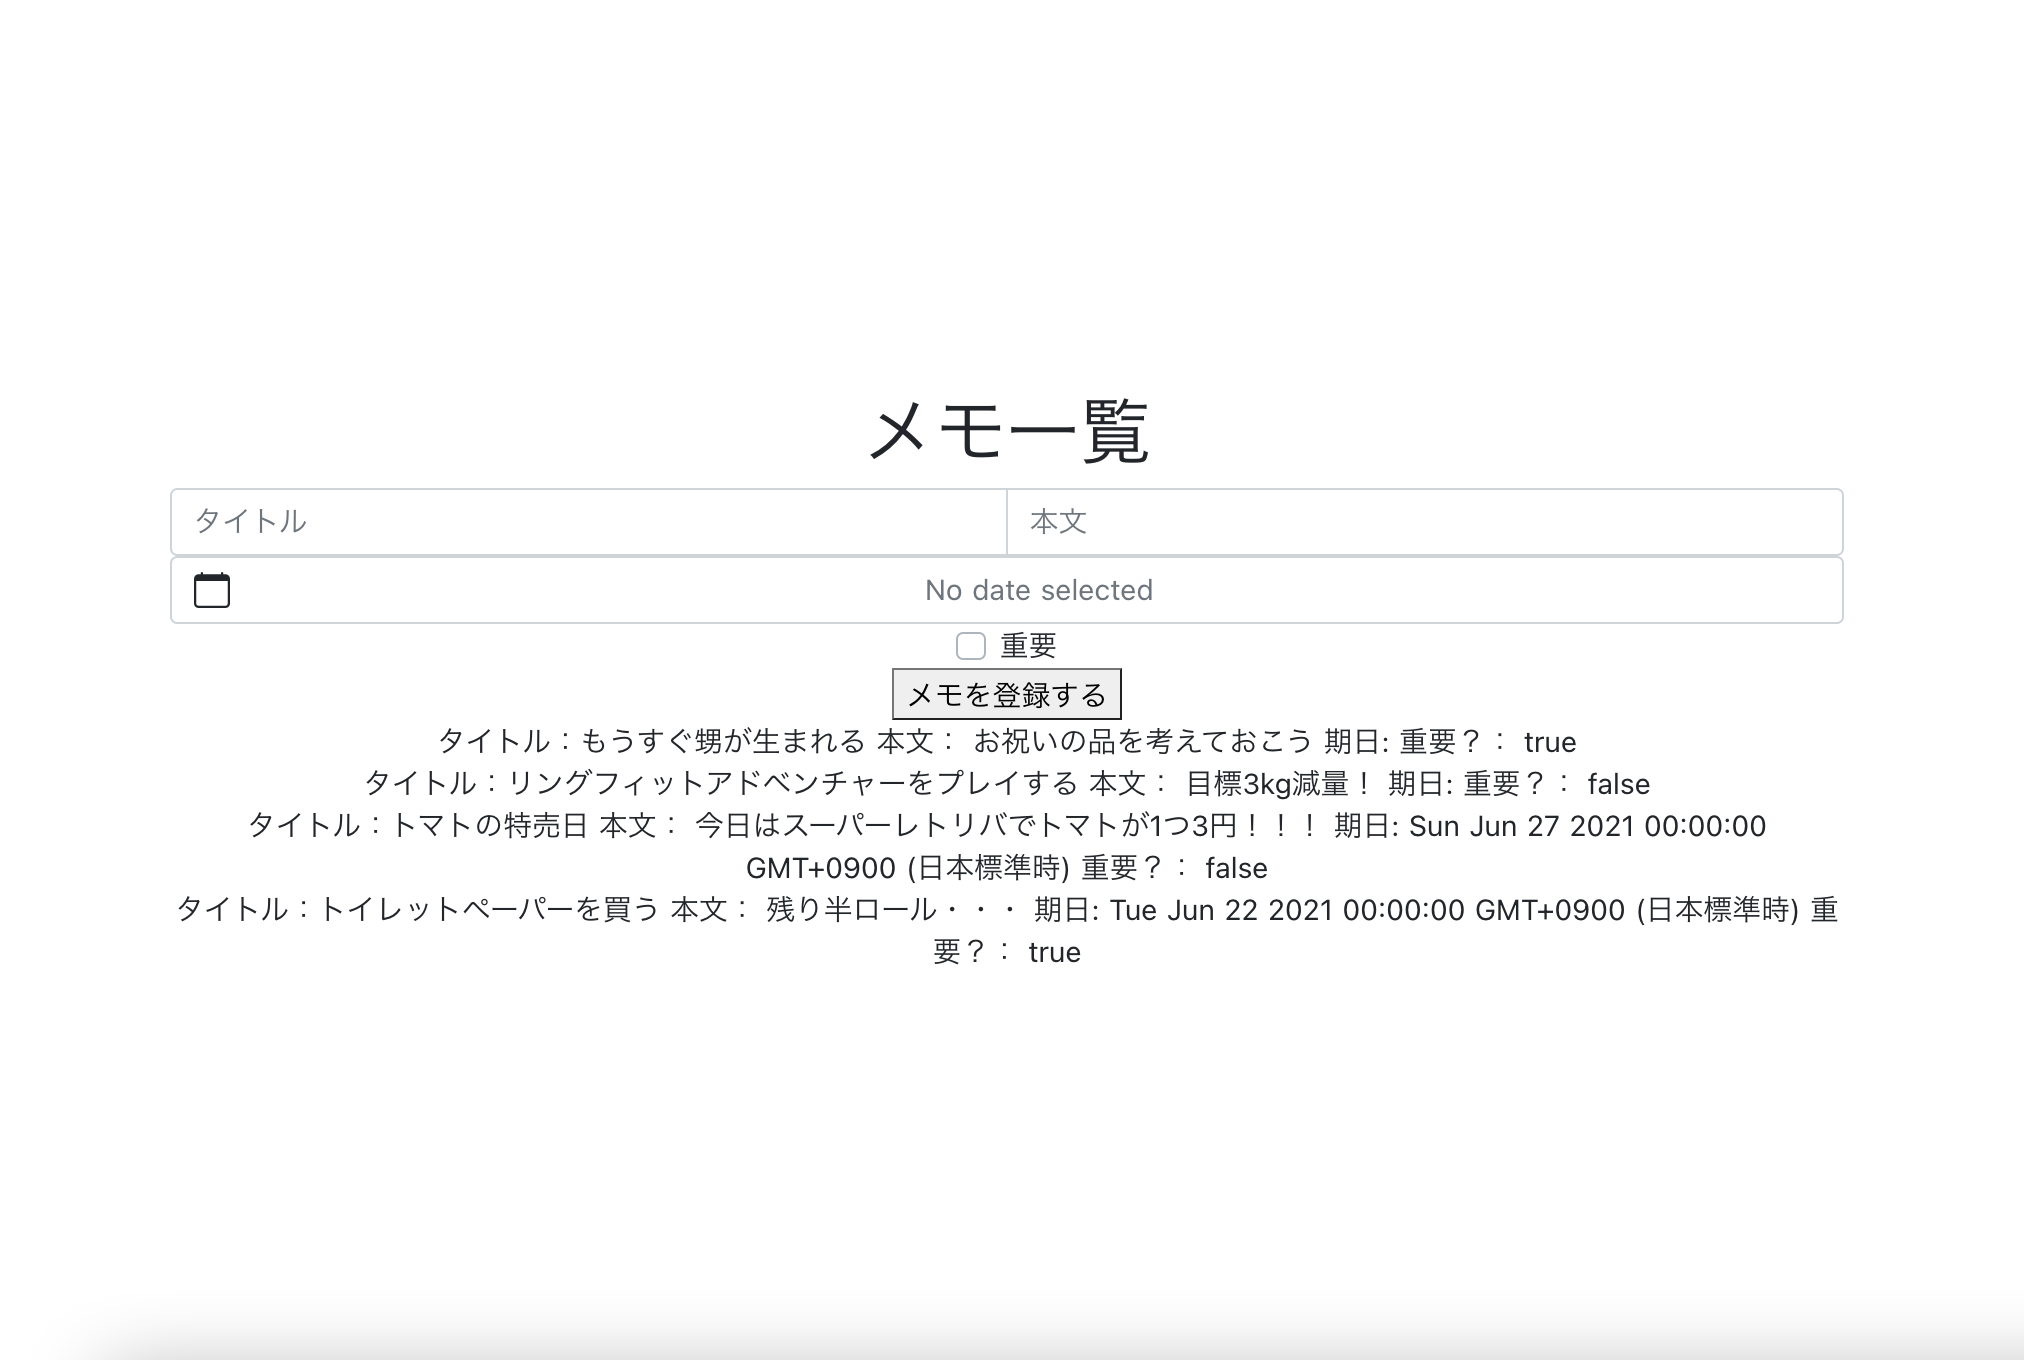 メモ一覧
タイトル 本文
No date selected
重要
メモを登録する
タイトル：もうすぐ甥が生まれる 本文： お祝いの品を考えておこう 期日: 重要？： true
タイトル：リングフィットアドベンチャーをプレイする 本文： 目標3kg減量！ 期日: 重要？： false
タイトル：トマトの特売日 本文： 今日はスーパーレトリバでトマトが1つ3円！！！ 期日: Sun Jun 27 2021 00:00:00
GMT+0900 (日本標準時) 重要？： false
タイトル：トイレットペーパーを買う 本文： 残り半ロール・・・ 期日: Tue Jun 22 2021 00:00:00 GMT+0900 (日本標準時) 重
要？： true